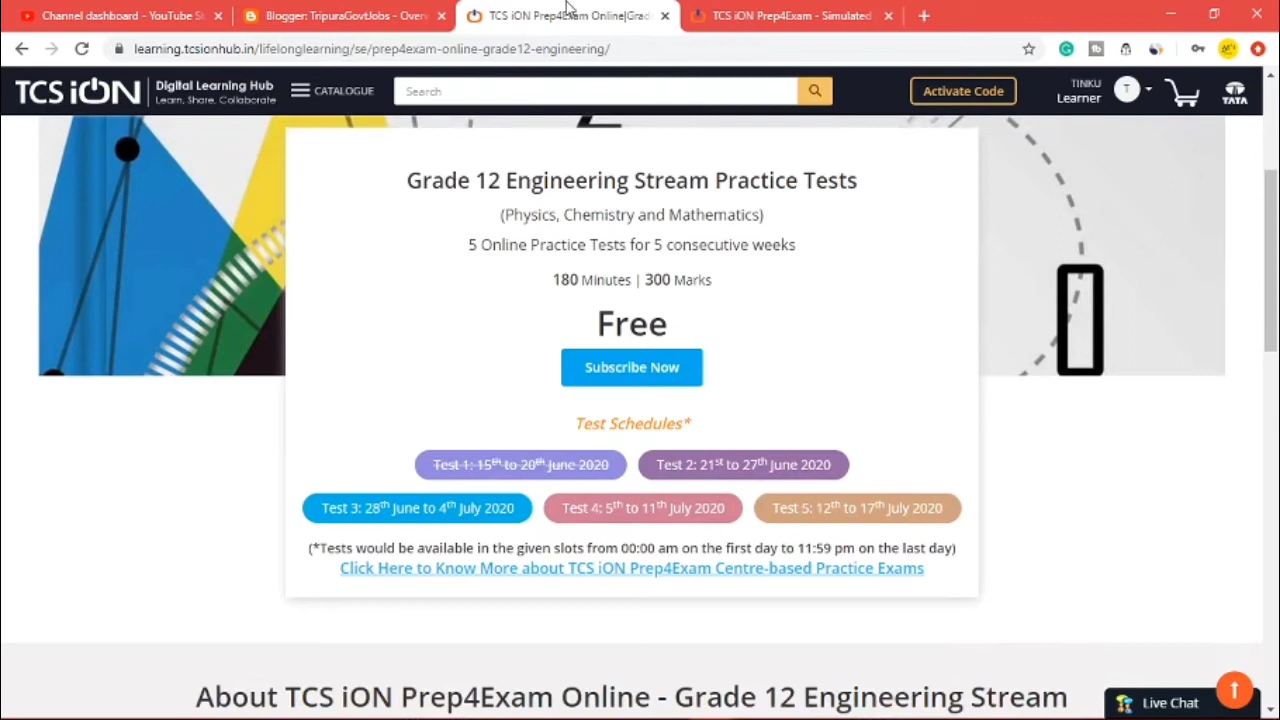 Channel dashboard - YouTube St
Blogger: TripuraGovtJobs - Overv
TCS iON Prep4Exam Online|Grad
TCS iON Prep4Exam - Simulated
learning.tcsionhub.in/lifelonglearning/se/prep4exam-online-grade12-engineering/
TCS iON
Digital Learning Hub
Learn. Share. Collaborate
CATALOGUE
Search
Activate Code
TINKU
Learner
T
TATA
Grade 12 Engineering Stream Practice Tests
(Physics, Chemistry and Mathematics)
5 Online Practice Tests for 5 consecutive weeks
180 Minutes | 300 Marks
Free
Subscribe Now
Test Schedules*
Test 1: 15th to 20th June 2020
Test 2: 21st to 27th June 2020
Test 3: 28th June to 4th July 2020
Test 4: 5th to 11th July 2020
Test 5: 12th to 17th July 2020
(*Tests would be available in the given slots from 00:00 am on the first day to 11:59 pm on the last day)
Click Here to Know More about TCS iON Prep4Exam Centre-based Practice Exams
About TCS iON Prep4Exam Online - Grade 12 Engineering Stream
Live Chat